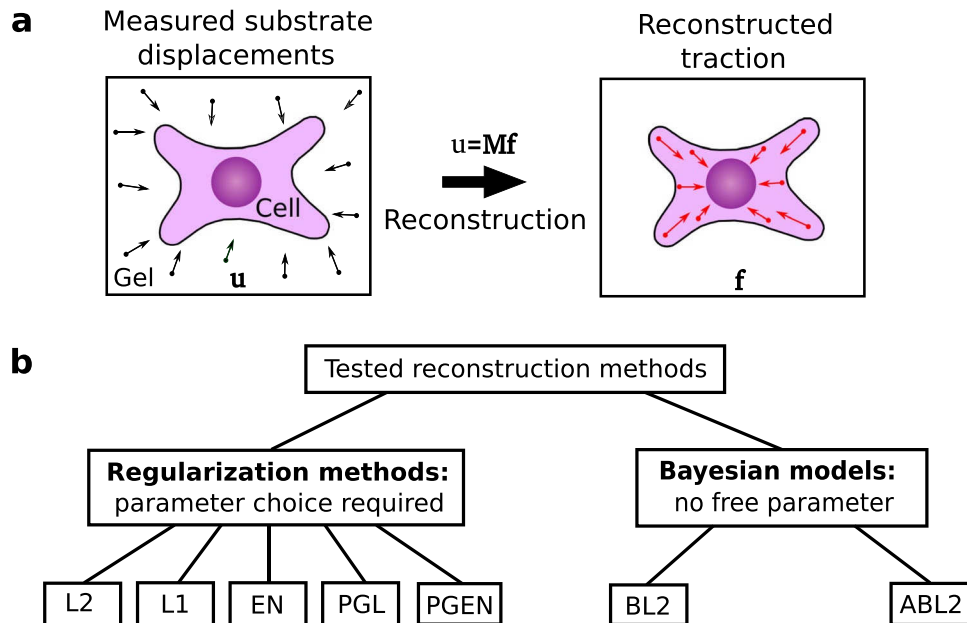 a
Measured substrate
displacements
Reconstructed
traction
u=Mf
Reconstruction
Cell
Gel
u
f
b
Tested reconstruction methods
Regularization methods:
parameter choice required
Bayesian models:
no free parameter
L2
L1
EN
PGL
PGEN
BL2
ABL2